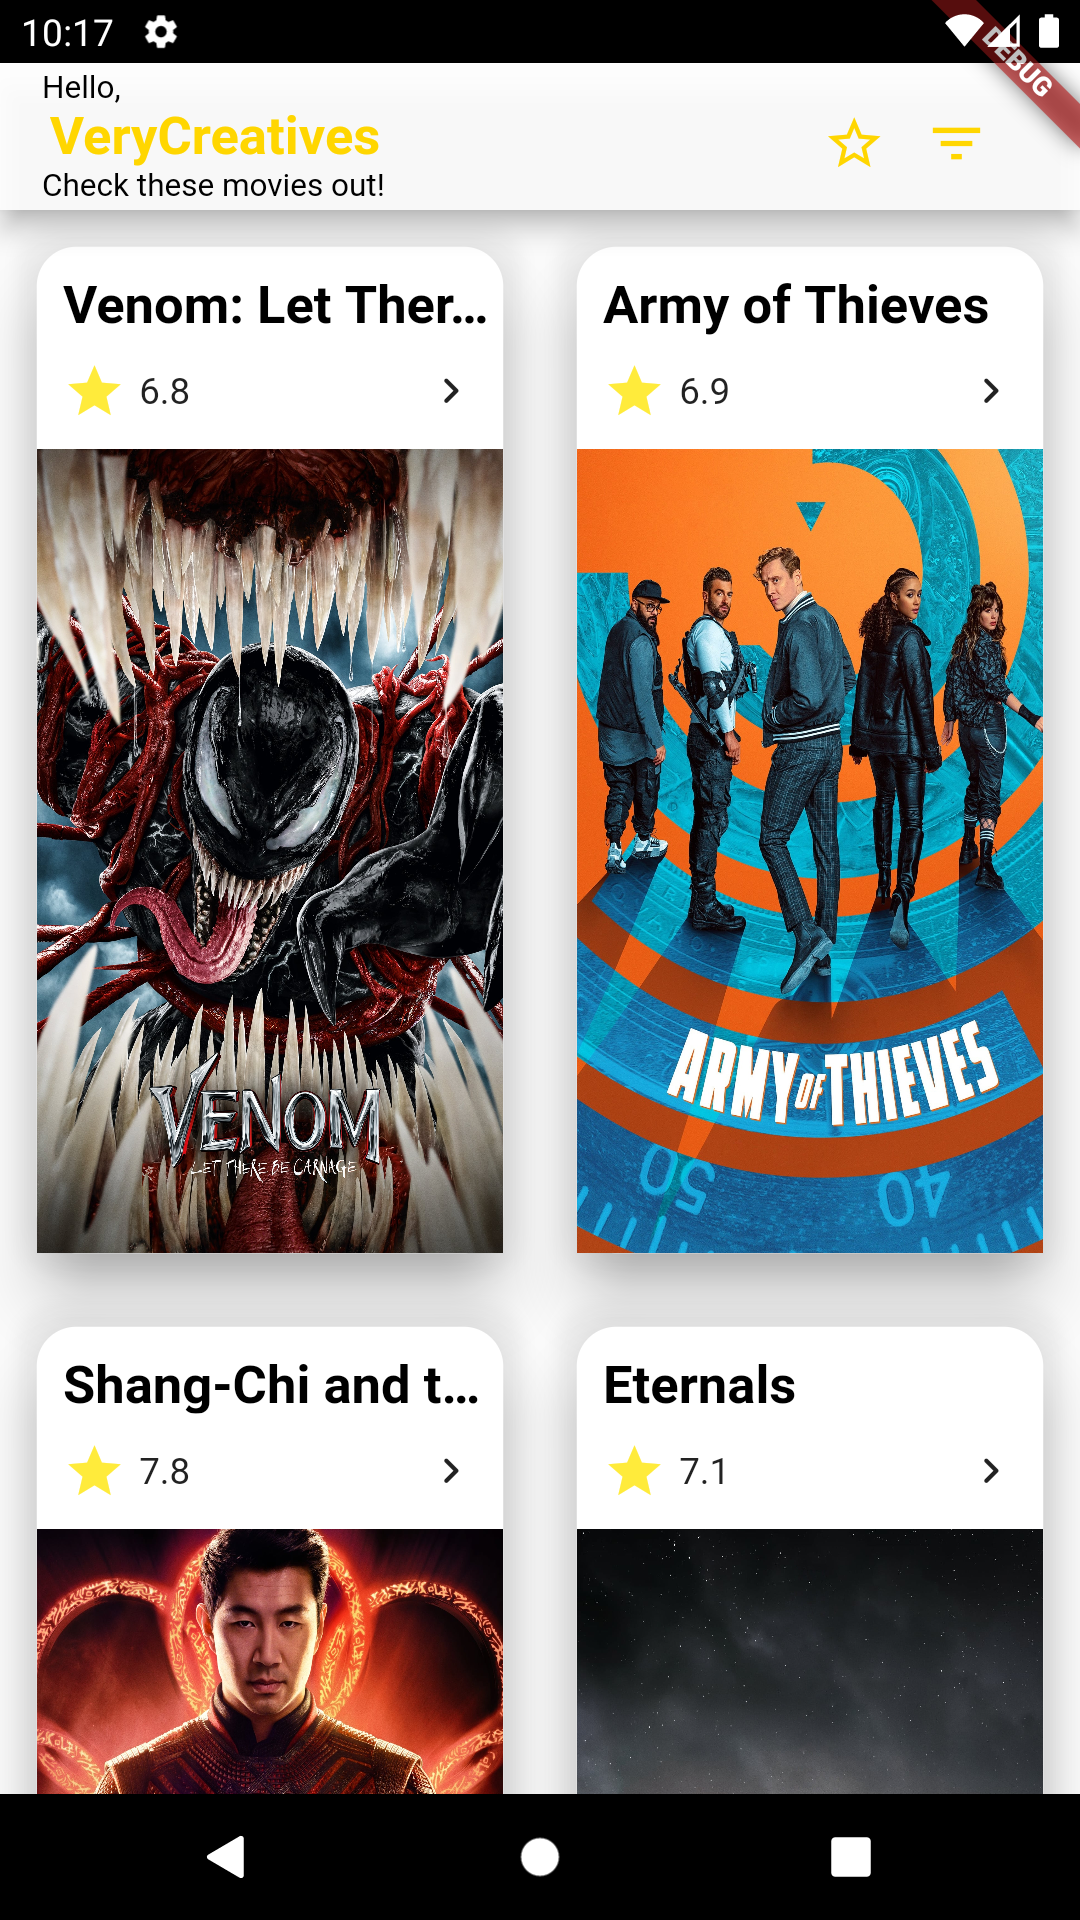 10:17
DEBUG
Hello,
VeryCreatives
Check these movies out!
Venom: Let Ther...
6.8
Army of Thieves
6.9
VENOM
LET THERE BE CARNAGE
ARMY OF THIEVES
50
40
Shang-Chi and t...
7.8
Eternals
7.1